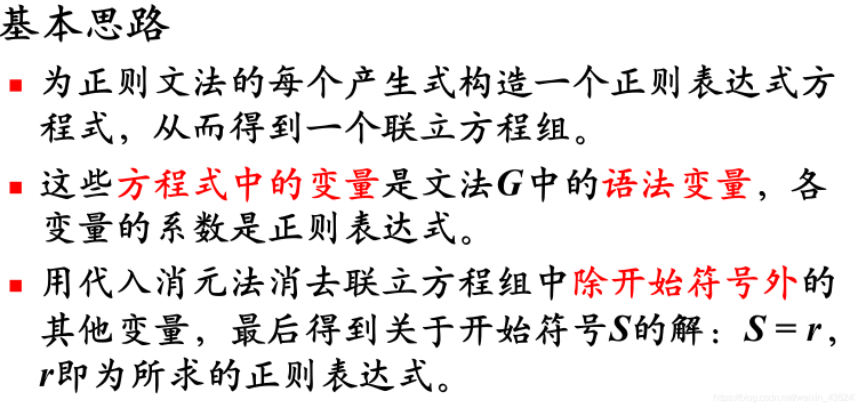 基本思路
为正则文法的每个产生式构造一个正则表达式方
程式，从而得到一个联立方程组。
这些方程式中的变量是文法G中的语法变量，各
变量的系数是正则表达式。
用代入消元法消去联立方程组中除开始符号外的
其他变量，最后得到关于开始符号S的解：S = r，
r即为所求的正则表达式。